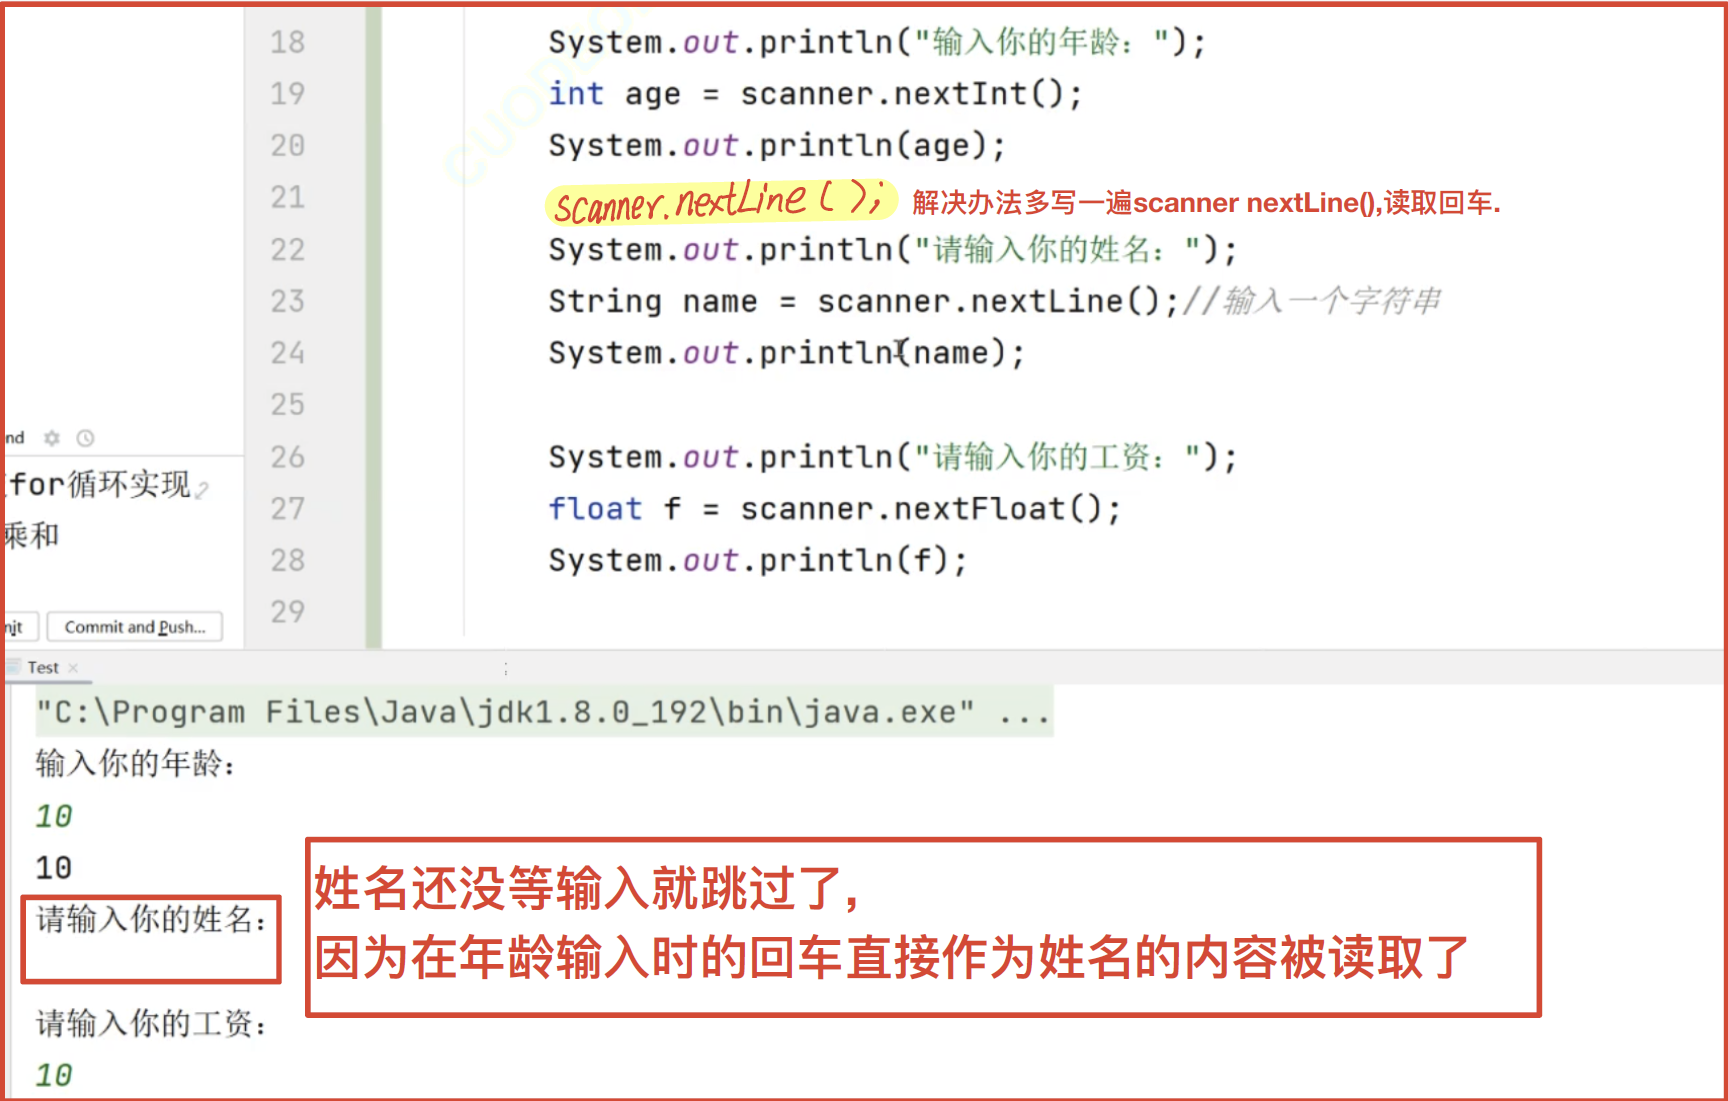 18 System.out.println("输入你的年龄：");
19 int age = scanner.nextInt();
20 System.out.println(age);
21 scanner.nextLine(); 解决办法多写一遍scanner nextLine(),读取回车.
22 System.out.println("请输入你的姓名：");
23 String name = scanner.nextLine();//输入一个字符串
24 System.out.println(name);
25
26 System.out.println("请输入你的工资：");
27 float f = scanner.nextFloat();
28 System.out.println(f);
29
nd
for循环实现
乘和
Commit and Push...
Test
"C:\Program Files\Java\jdk1.8.0_192\bin\java.exe" ...
输入你的年龄：
10
10
请输入你的姓名：
姓名还没等输入就跳过了，
因为在年龄输入时的回车直接作为姓名的内容被读取了
请输入你的工资：
10